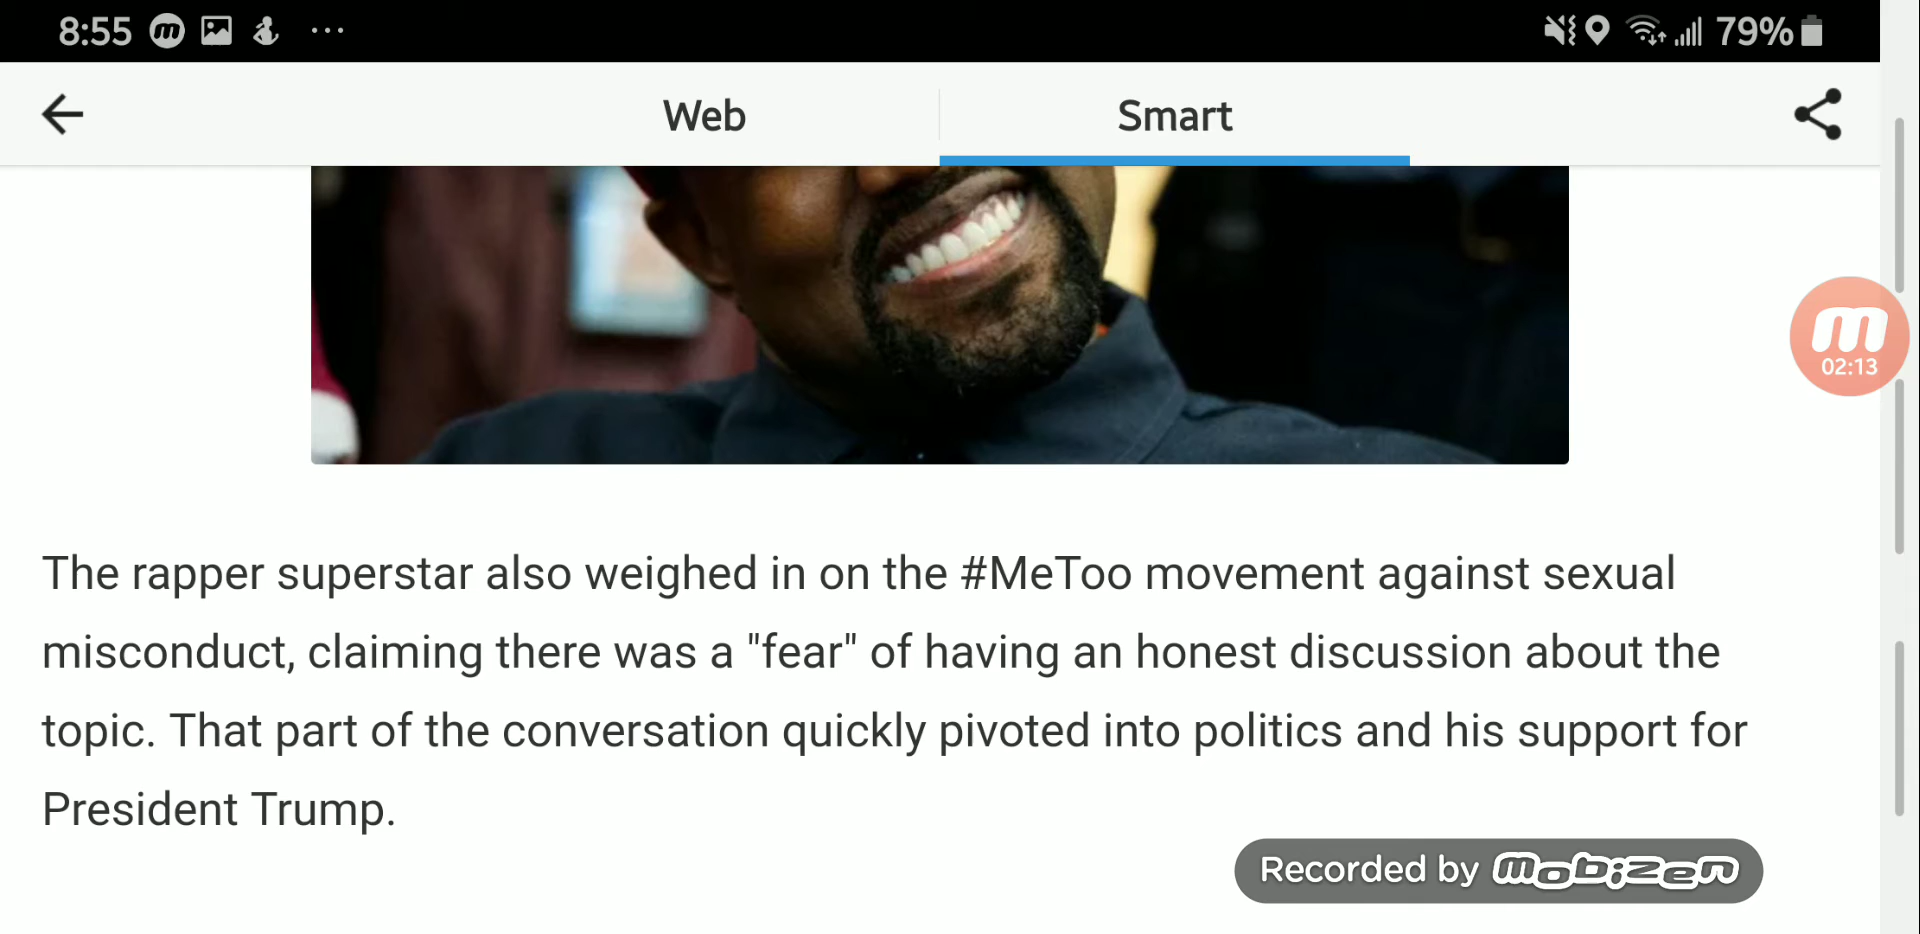 8:55 m ... 79%
Web Smart
m
02:13
The rapper superstar also weighed in on the #MeToo movement against sexual
misconduct, claiming there was a "fear" of having an honest discussion about the
topic. That part of the conversation quickly pivoted into politics and his support for
President Trump.
Recorded by mobizen